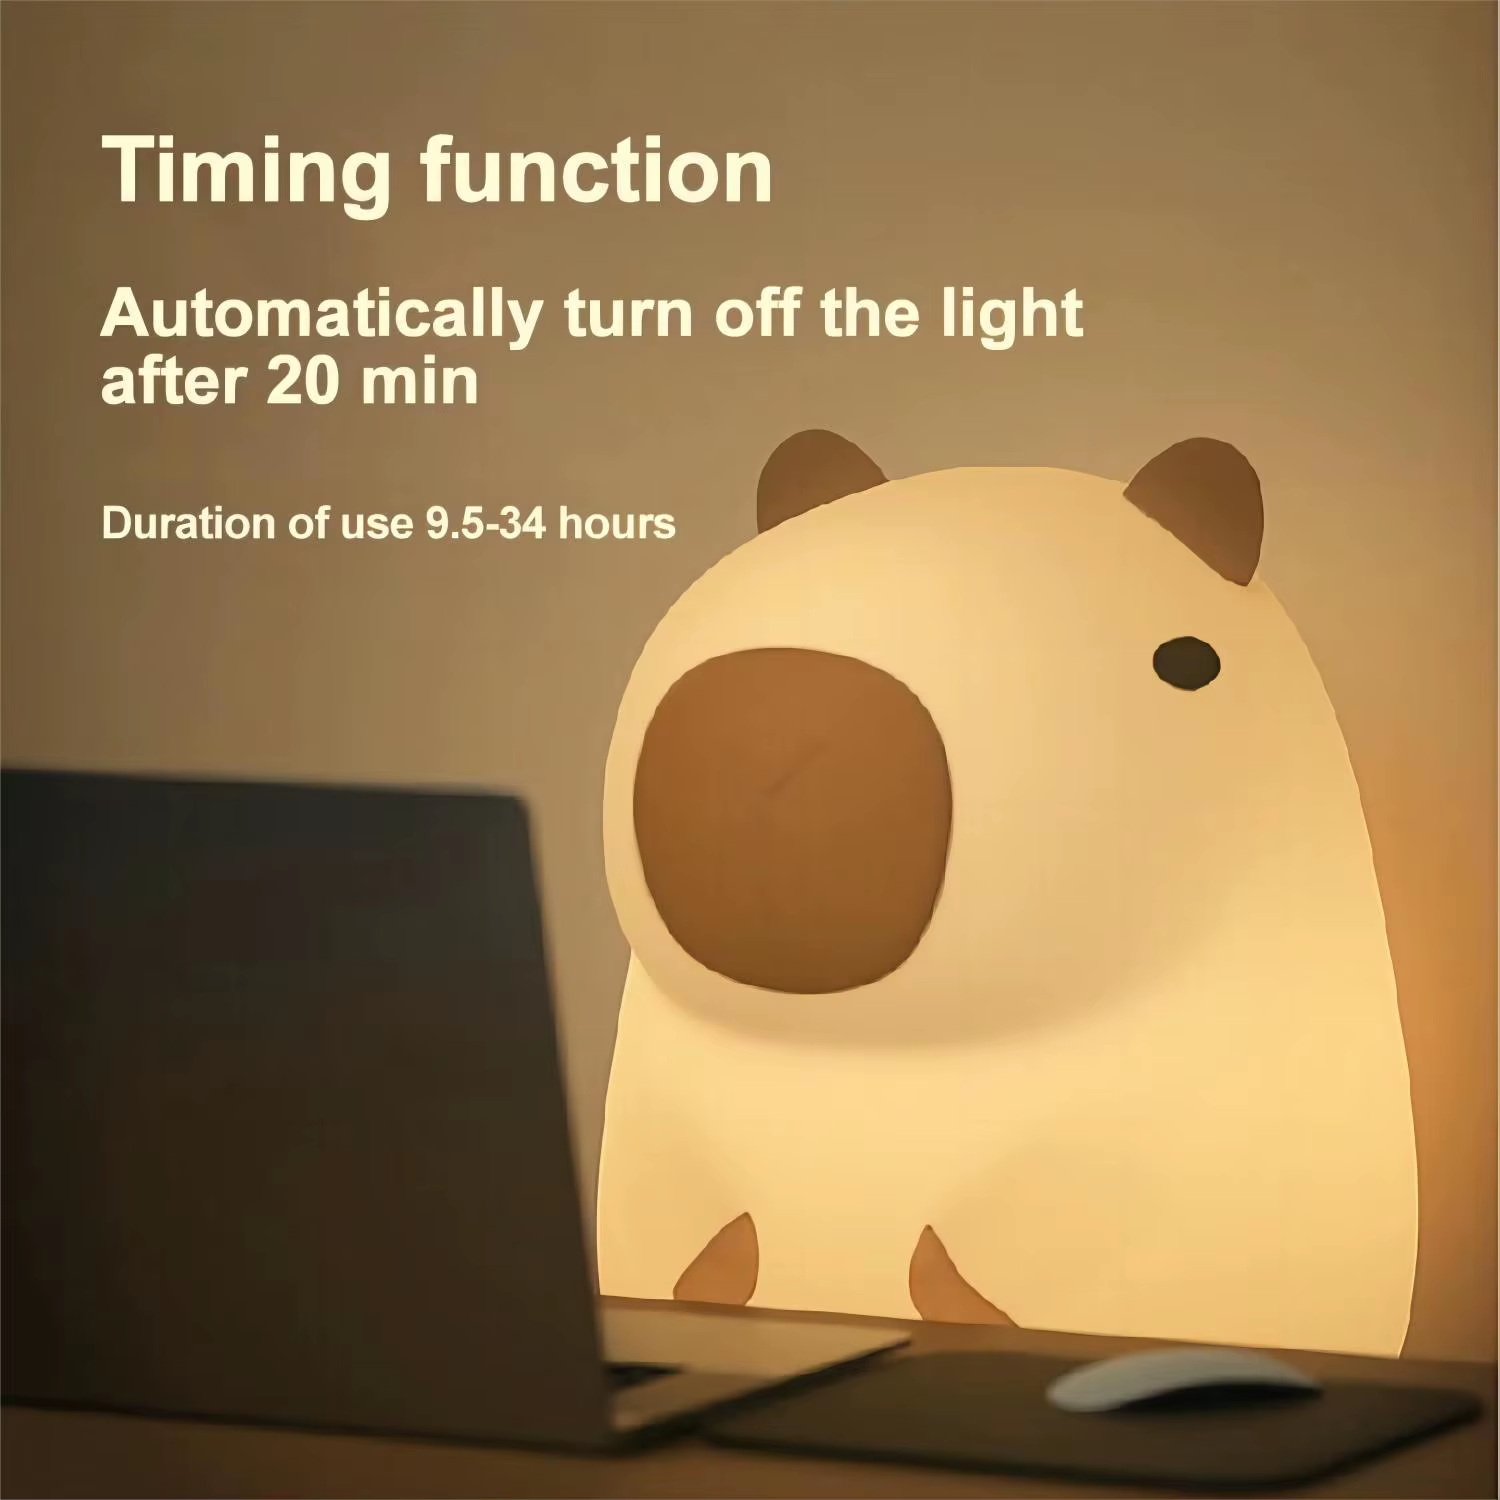 Timing function
Automatically turn off the light
after 20 min
Duration of use 9.5-34 hours